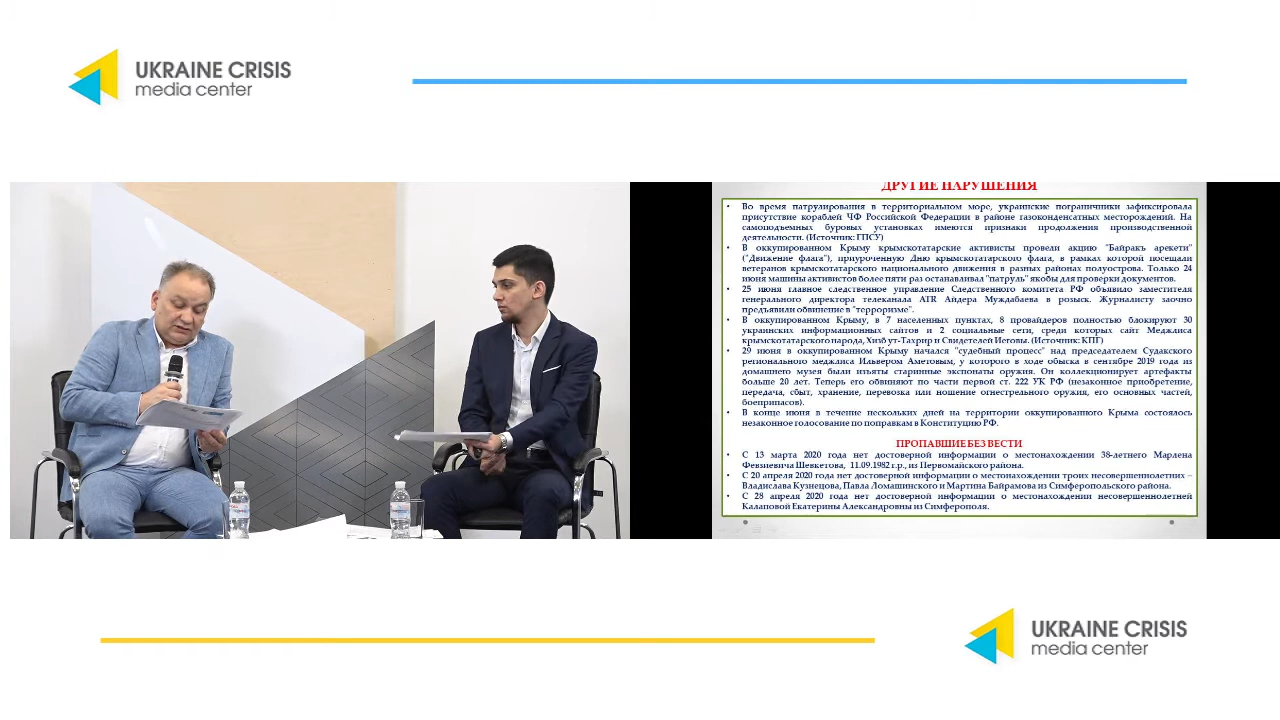 UKRAINE CRISIS
media center
ДРУГИЕ НАРУШЕНИЯ
• Во время патрулирования в территориальном море, украинские пограничники зафиксировала
присутствие кораблей ЧФ Российской Федерации в районе газоконденсатных месторождений. На
самоподъемных буровых установках имеются признаки продолжения производственной
деятельности. (Источник: ГПСУ)
• В оккупированном Крыму крымскотатарские активисты провели акцию "Байракъ арекети"
("Движение флага"), приуроченную Дню крымскотатарского флага, в рамках которой посещали
ветеранов крымскотатарского национального движения в разных районах полуострова. Только 24
июня машины активистов более пяти раз останавливал "патруль" якобы для проверки документов.
• 25 июня главное следственное управление Следственного комитета РФ объявило заместителя
генерального директора телеканала ATR Айдера Муждабаева в розыск. Журналисту заочно
предъявили обвинение в "терроризме".
• В оккупированном Крыму, в 7 населенных пунктах, 8 провайдеров полностью блокируют 30
украинских информационных сайтов и 2 социальные сети, среди которых сайт Меджлиса
крымскотатарского народа, Хизб ут-Тахрир и Свидетелей Иеговы. (Источник: КПГ)
• 29 июня в оккупированном Крыму начался "судебный процесс" над председателем Судакского
регионального меджлиса Ильвером Аметовым, у которого в ходе обыска в сентябре 2019 года из
домашнего музея были изъяты старинные экспонаты оружия. Он коллекционирует артефакты
больше 20 лет. Теперь его обвиняют по части первой ст. 222 УК РФ (незаконное приобретение,
передача, сбыт, хранение, перевозка или ношение огнестрельного оружия, его основных частей,
боеприпасов).
• В конце июня в течение нескольких дней на территории оккупированного Крыма состоялось
незаконное голосование по поправкам в Конституцию РФ.
ПРОПАВШИЕ БЕЗ ВЕСТИ
• С 13 марта 2020 года нет достоверной информации о местонахождении 38-летнего Марлена
Февзиевича Шевкетова, 11.09.1982 г.р., из Первомайского района.
• С 20 апреля 2020 года нет достоверной информации о местонахождении троих несовершеннолетних –
Владислава Кузнецова, Павла Ломашинского и Мартина Байрамова из Симферопольского района.
• С 28 апреля 2020 года нет достоверной информации о местонахождении несовершеннолетней
Калаповой Екатерины Александровны из Симферополя.
UKRAINE CRISIS
media center